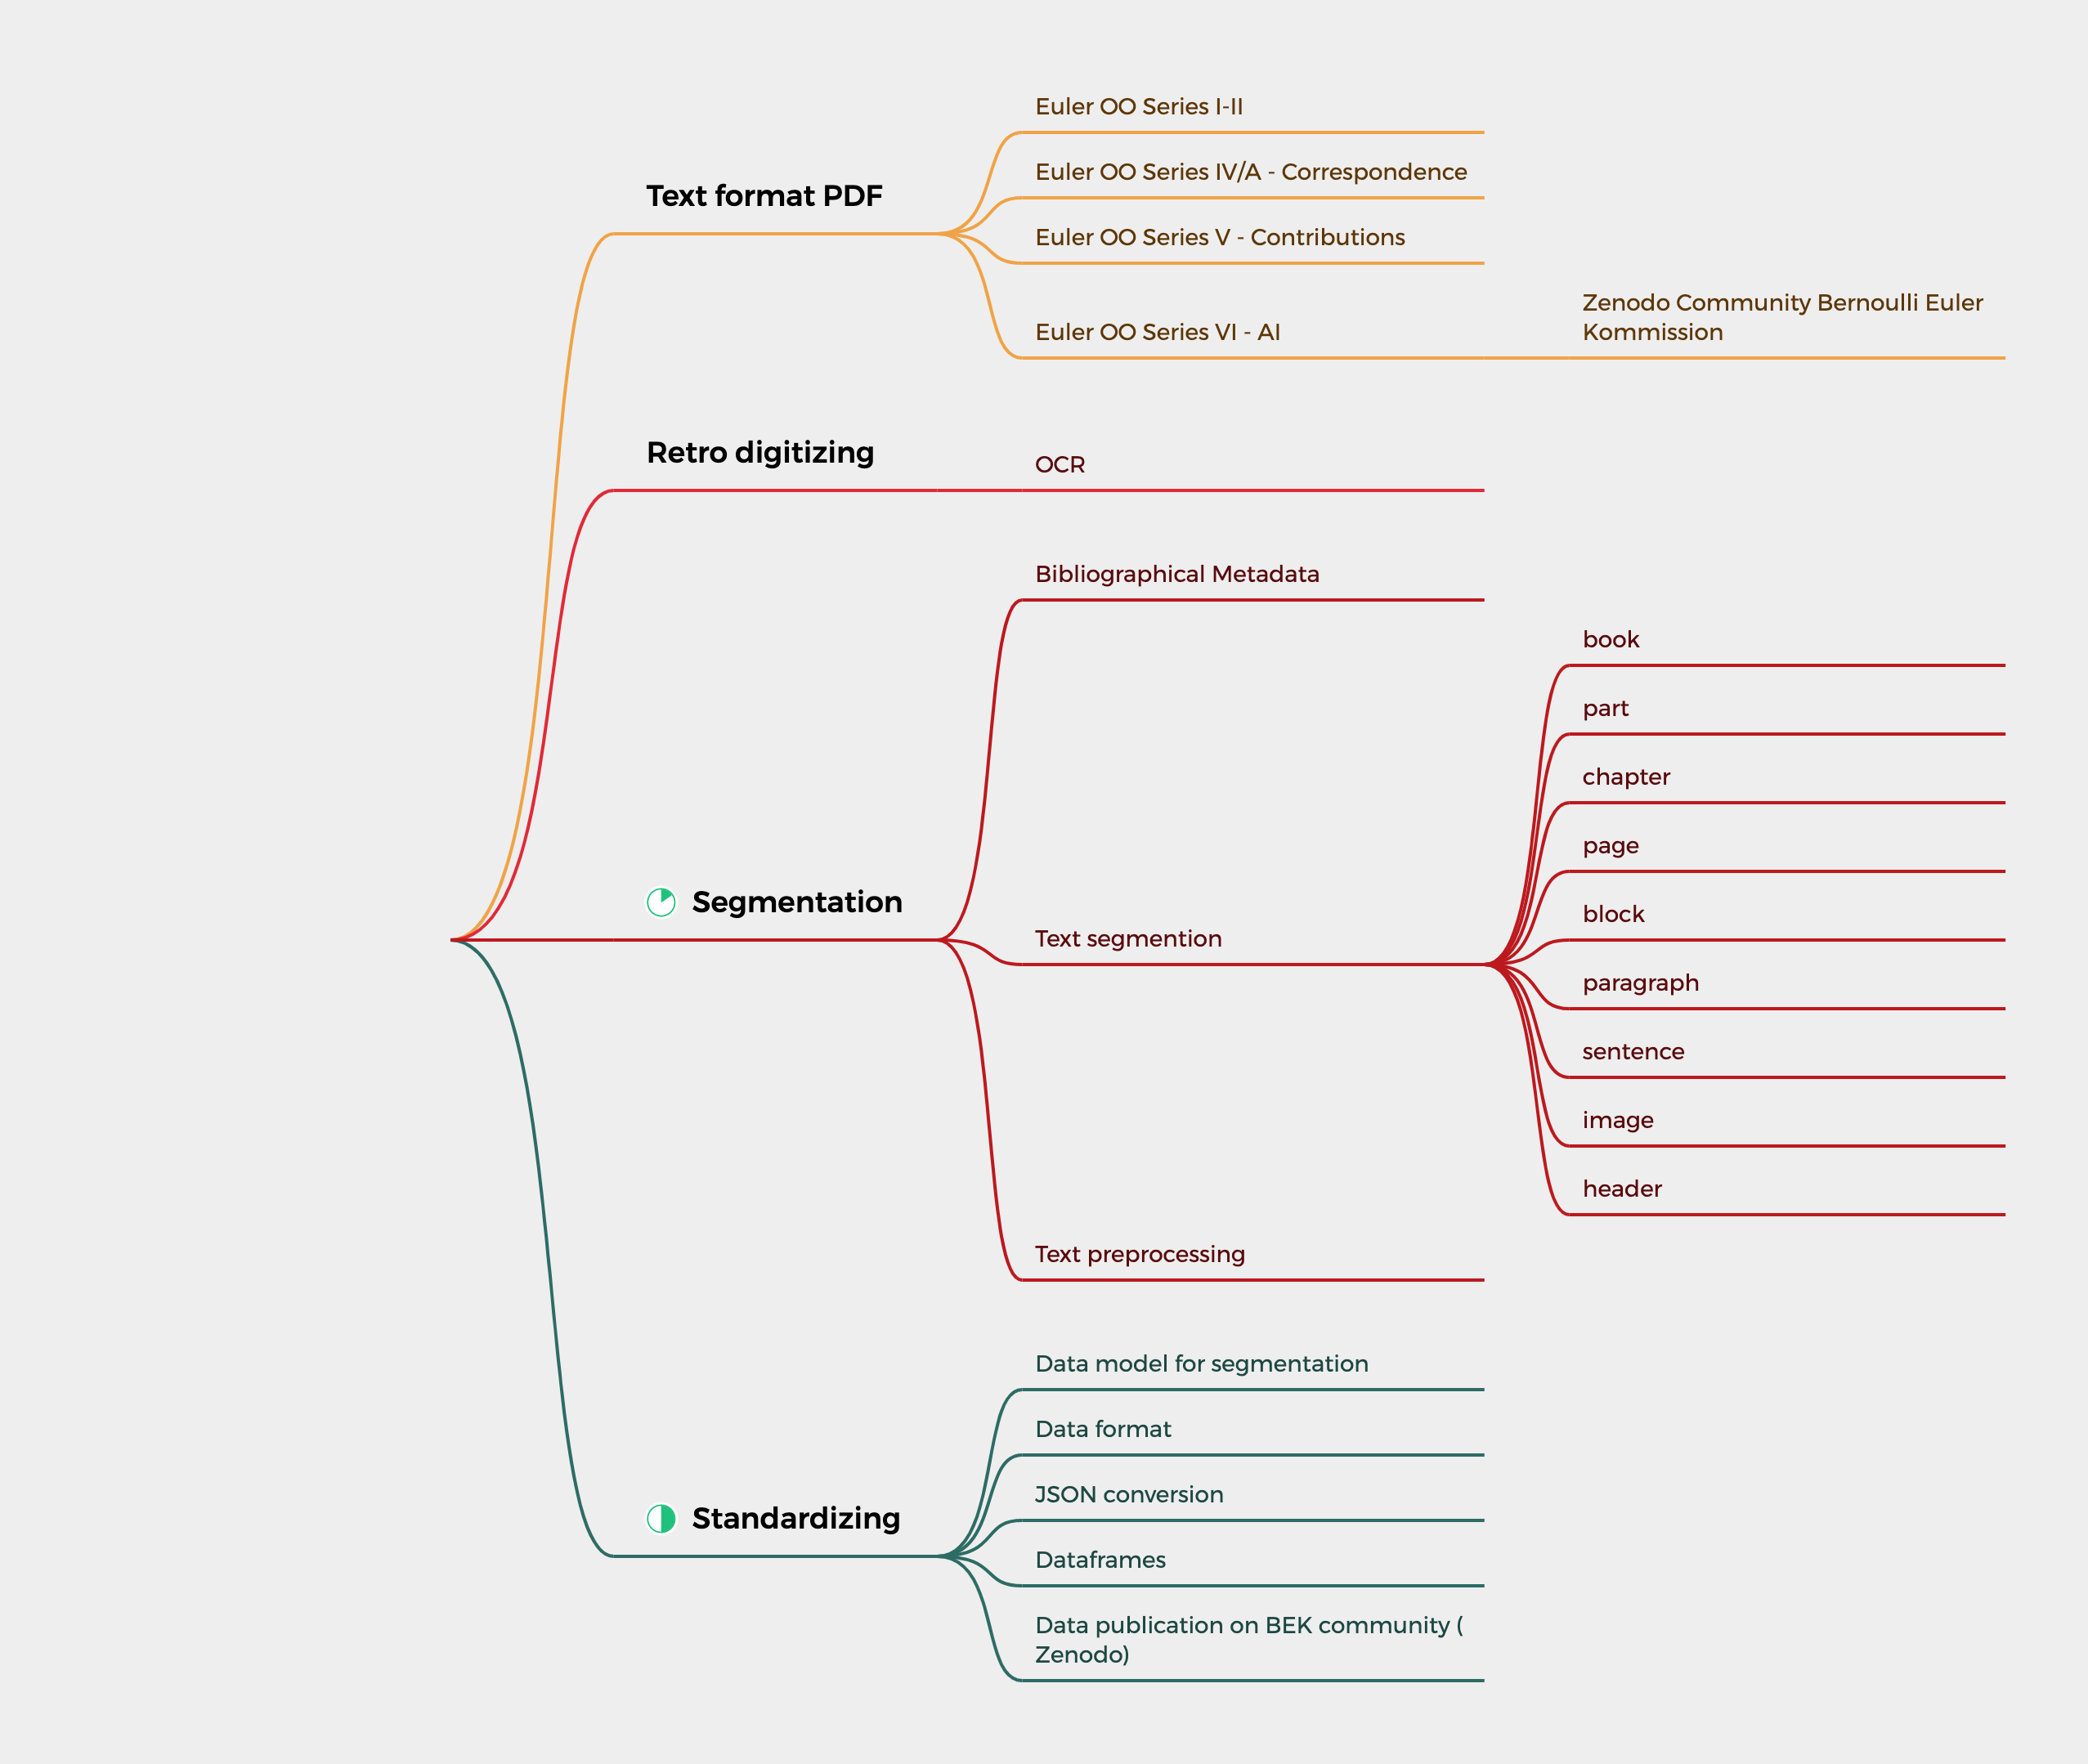 Text format PDF
Euler OO Series I-II
Euler OO Series IV/A - Correspondence
Euler OO Series V - Contributions
Euler OO Series VI - AI
Zenodo Community Bernoulli Euler
Kommission
Retro digitizing
OCR
Segmentation
Bibliographical Metadata
Text segmention
book
part
chapter
page
block
paragraph
sentence
image
header
Text preprocessing
Standardizing
Data model for segmentation
Data format
JSON conversion
Dataframes
Data publication on BEK community (
Zenodo)